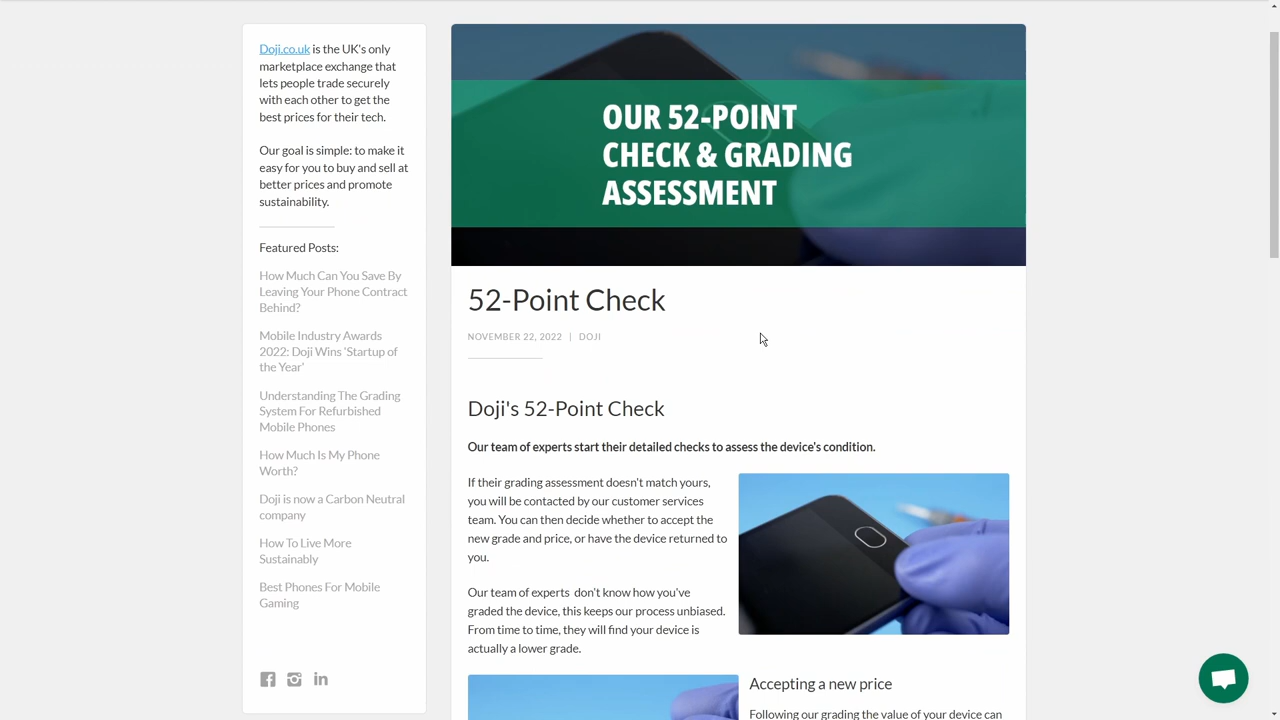 Doji.co.uk is the UK's only
marketplace exchange that
lets people trade securely
with each other to get the
best prices for their tech.
Our goal is simple: to make it
easy for you to buy and sell at
better prices and promote
sustainability.
Featured Posts:
How Much Can You Save By
Leaving Your Phone Contract
Behind?
Mobile Industry Awards
2022: Doji Wins 'Startup of
the Year'
Understanding The Grading
System For Refurbished
Mobile Phones
How Much Is My Phone
Worth?
Doji is now a Carbon Neutral
company
How To Live More
Sustainably
Best Phones For Mobile
Gaming
OUR 52-POINT
CHECK & GRADING
ASSESSMENT
52-Point Check
NOVEMBER 22, 2022 | DOJI
Doji's 52-Point Check
Our team of experts start their detailed checks to assess the device's condition.
If their grading assessment doesn't match yours,
you will be contacted by our customer services
team. You can then decide whether to accept the
new grade and price, or have the device returned to
you.
Our team of experts don't know how you've
graded the device, this keeps our process unbiased.
From time to time, they will find your device is
actually a lower grade.
Accepting a new price
Following our grading the value of your device can